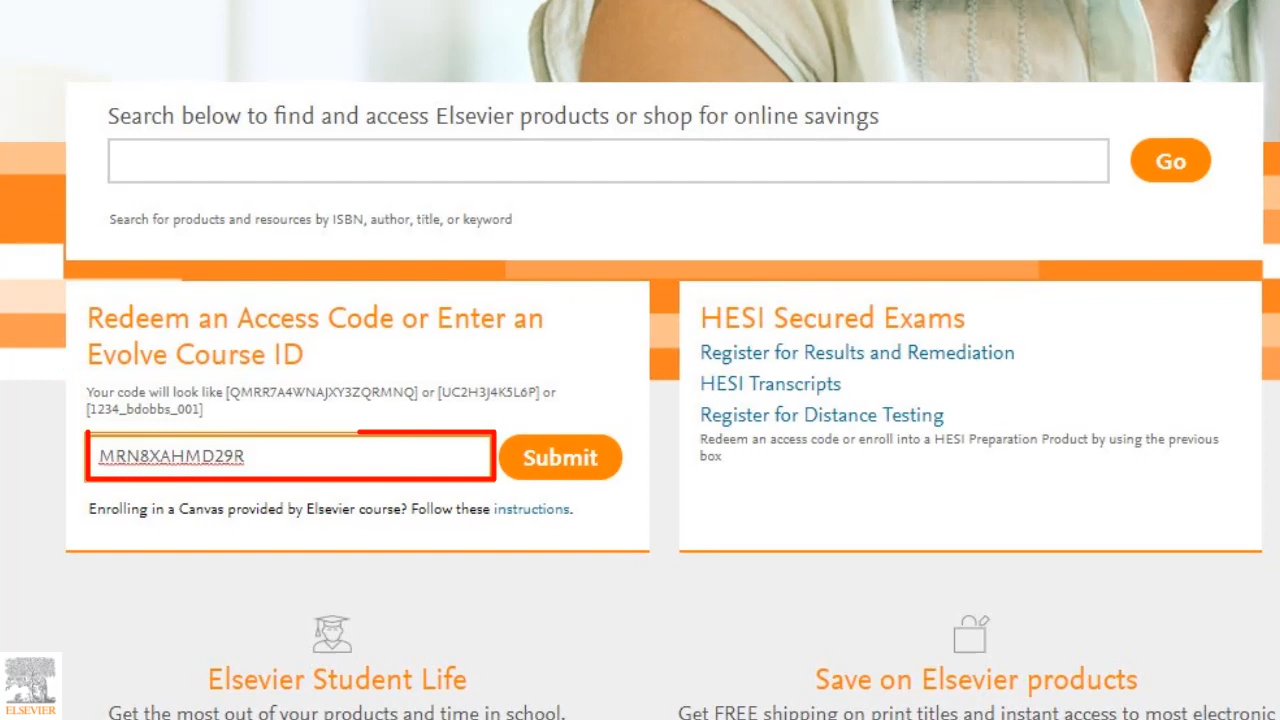 Search below to find and access Elsevier products or shop for online savings
Go
Search for products and resources by ISBN, author, title, or keyword
Redeem an Access Code or Enter an
Evolve Course ID
Your code will look like [QMRR7A4WNAJXY3ZQRMNQ] or [UC2H3J4K5L6P] or
[1234_bdobbs_001]
MRN8XAHMD29R
Submit
Enrolling in a Canvas provided by Elsevier course? Follow these instructions.
HESI Secured Exams
Register for Results and Remediation
HESI Transcripts
Register for Distance Testing
Redeem an access code or enroll into a HESI Preparation Product by using the previous
box
Elsevier Student Life
Get the most out of your products and time in school.
Save on Elsevier products
Get FREE shipping on print titles and instant access to most electronic
ELSEVIER